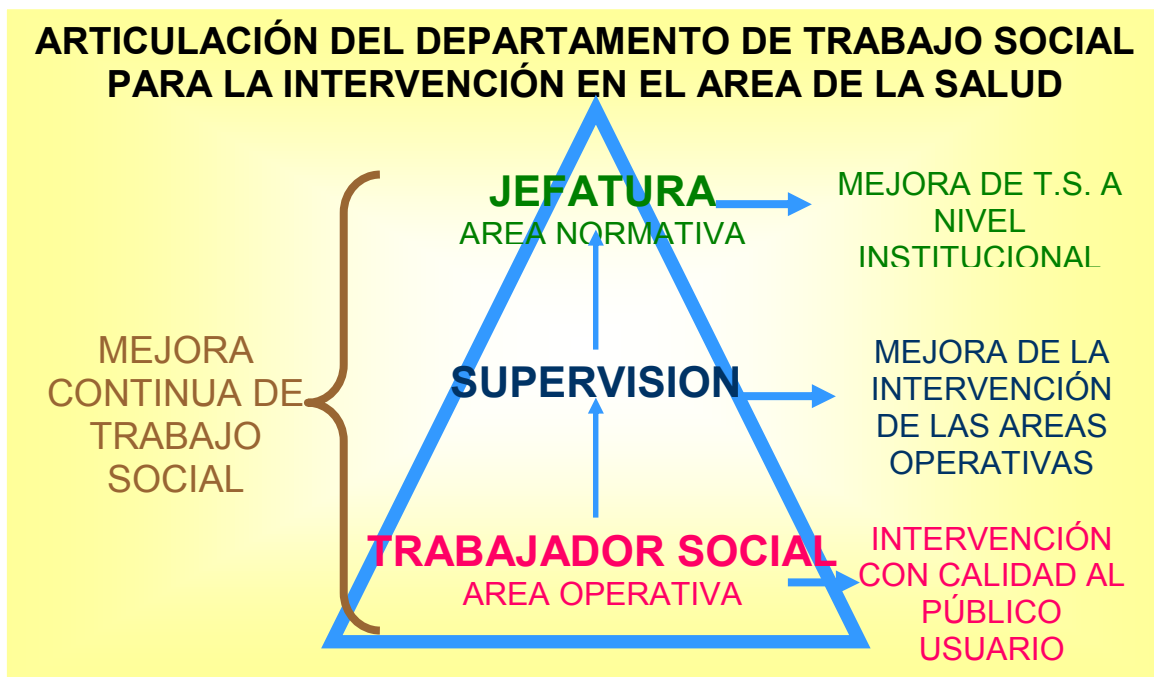 ARTICULACIÓN DEL DEPARTAMENTO DE TRABAJO SOCIAL
PARA LA INTERVENCIÓN EN EL AREA DE LA SALUD
JEFATURA
AREA NORMATIVA
MEJORA DE T.S. A
NIVEL
INSTITUCIONAL
MEJORA
CONTINUA DE
TRABAJO
SOCIAL
SUPERVISION
MEJORA DE LA
INTERVENCIÓN
DE LAS AREAS
OPERATIVAS
TRABAJADOR SOCIAL
AREA OPERATIVA
INTERVENCIÓN
CON CALIDAD AL
PÚBLICO
USUARIO